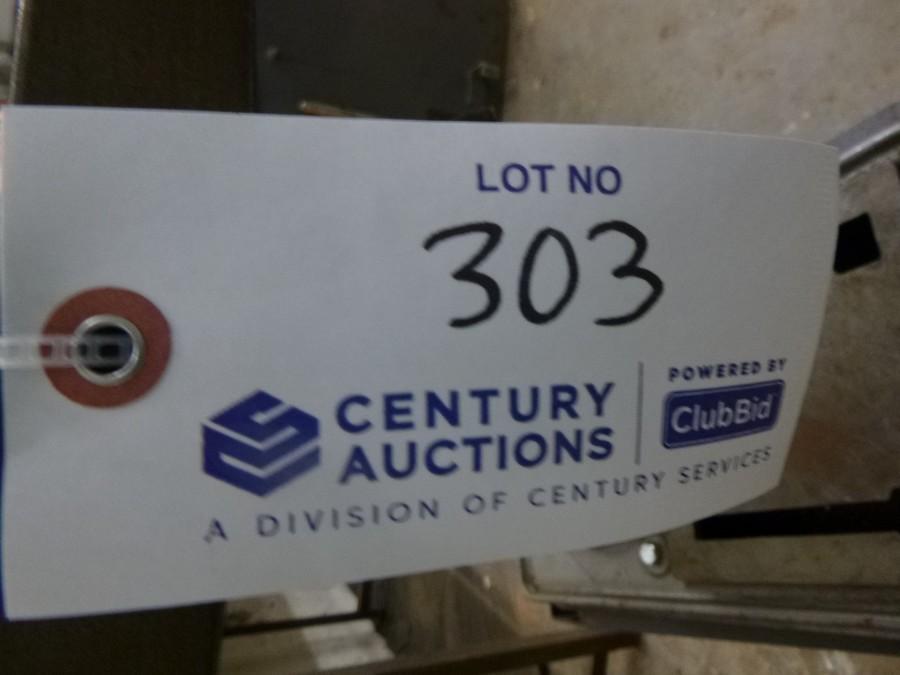 LOT NO
303
CENTURY
AUCTIONS
POWERED BY
ClubBid
A DIVISION OF CENTURY SERVICES